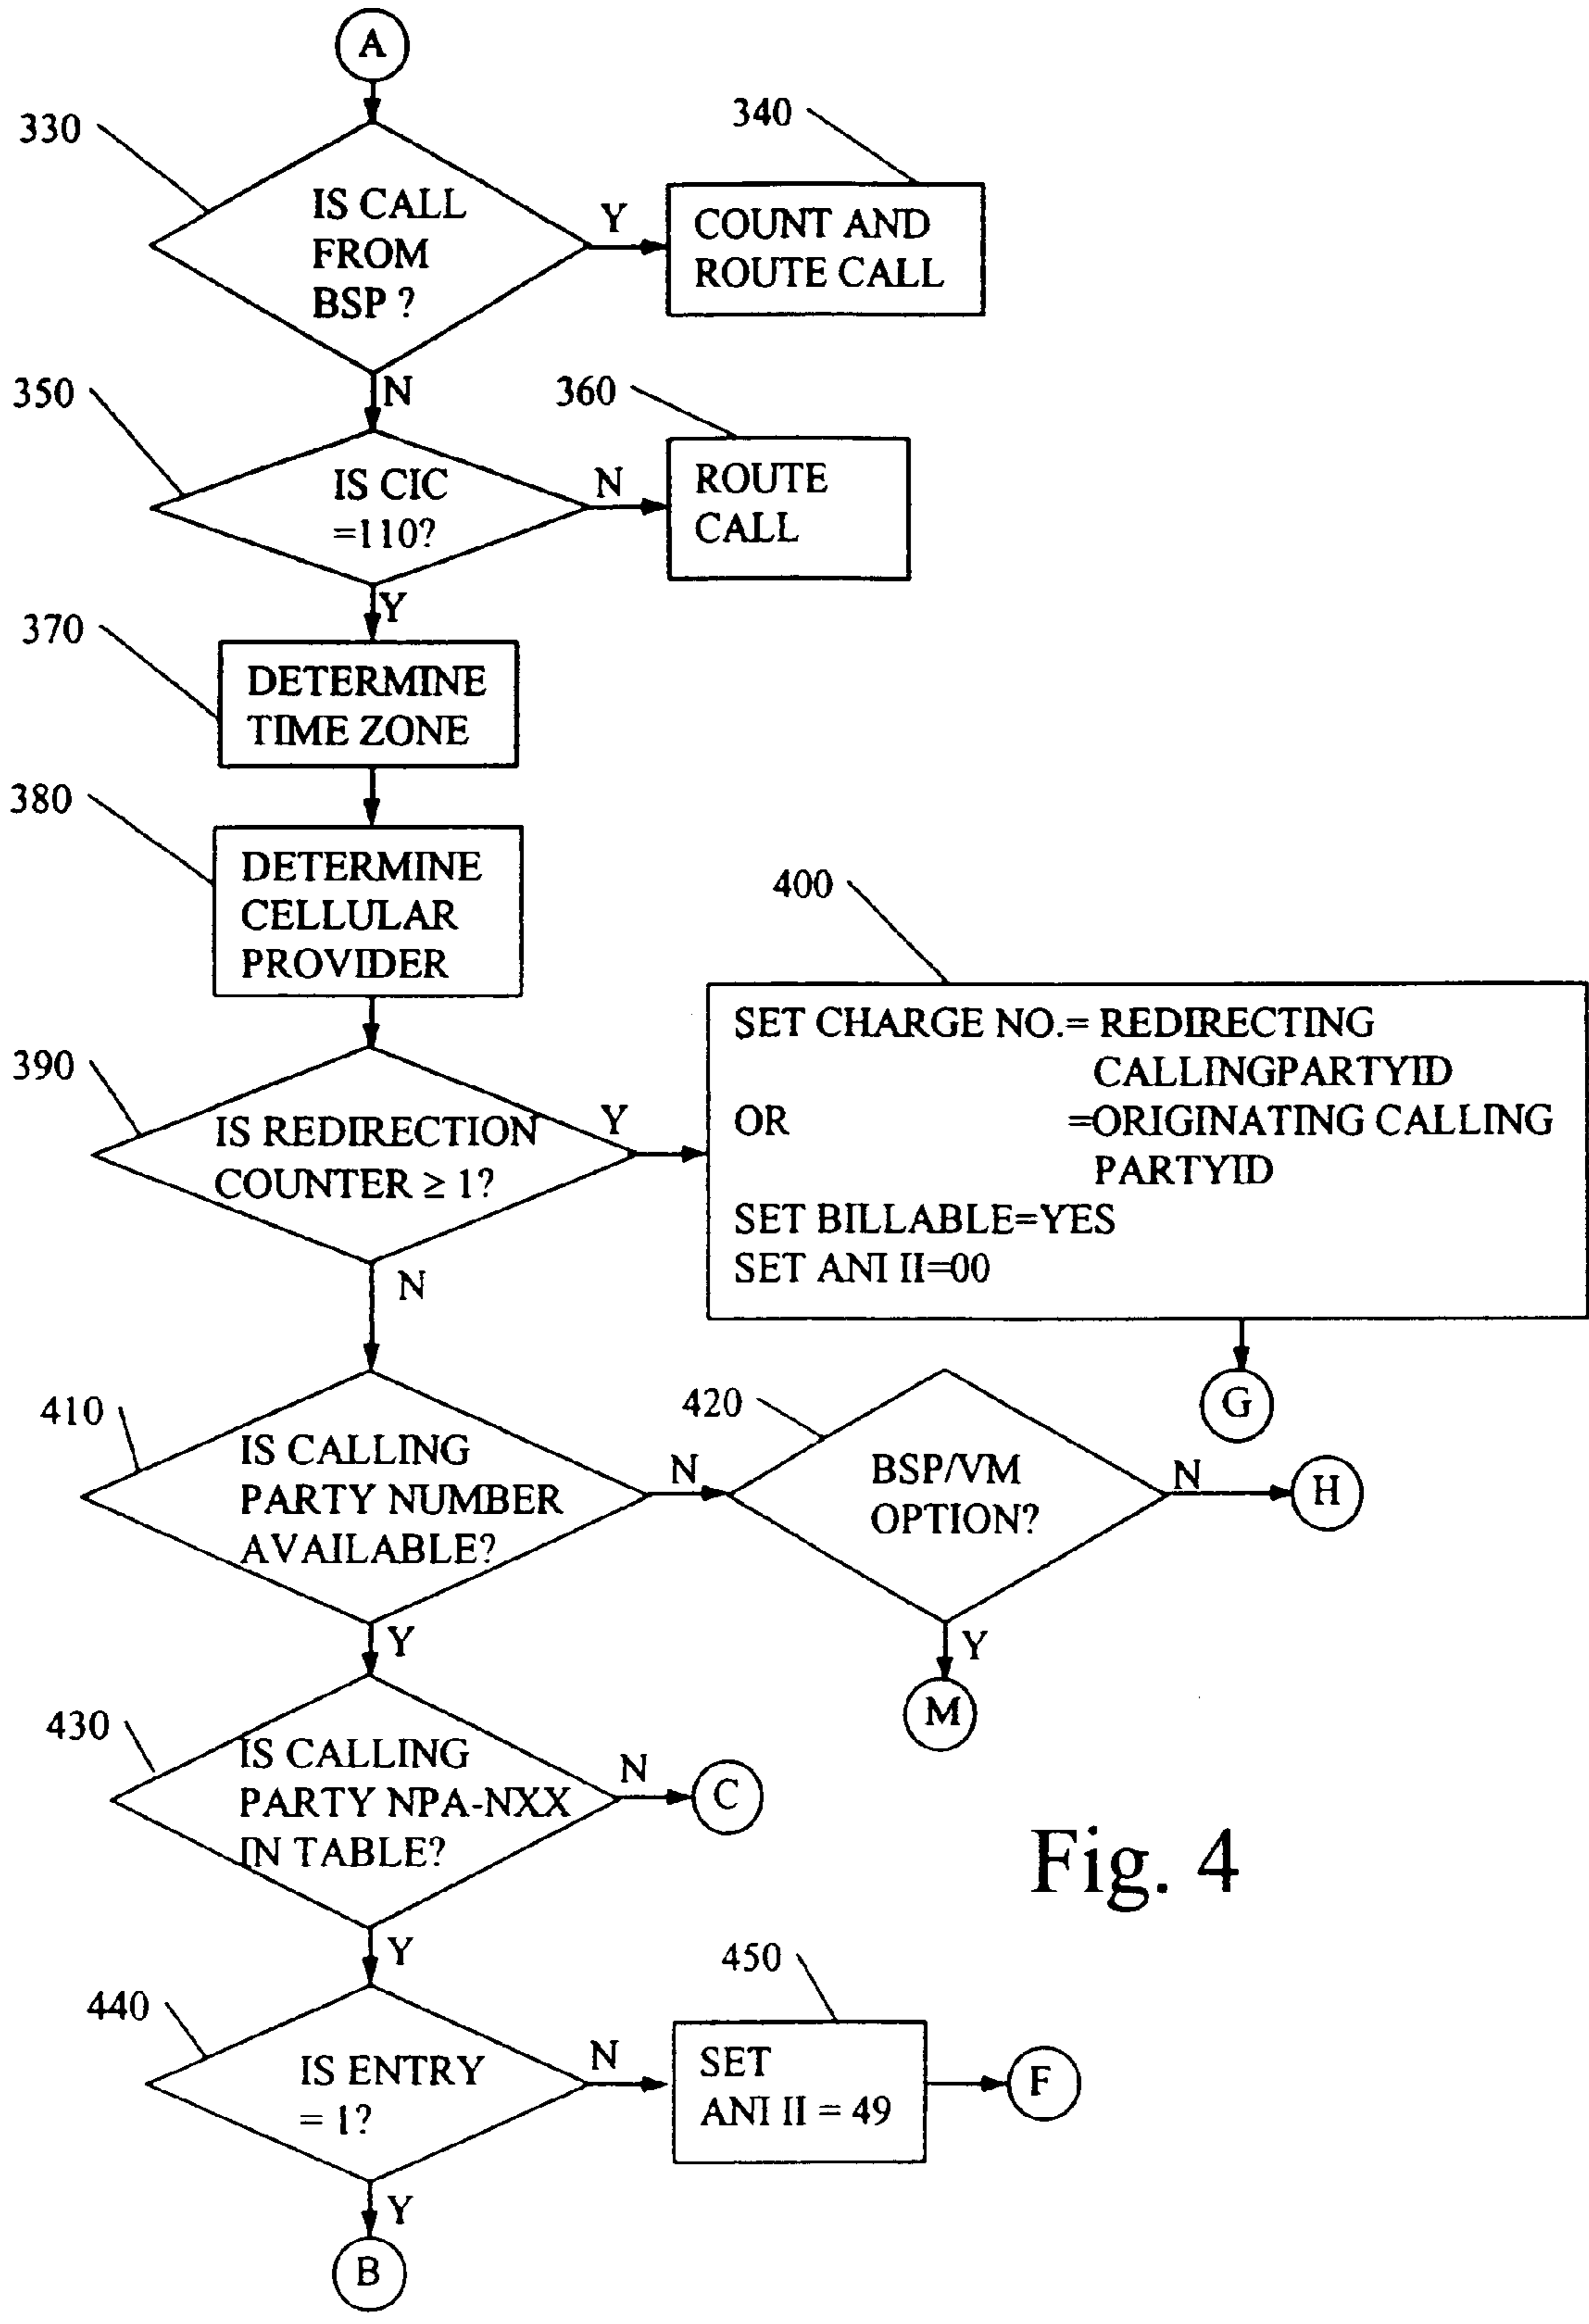 A
330
340
IS CALL
FROM
BSP ?
Y
COUNT AND
ROUTE CALL
N
350
360
IS CIC
=110?
N
ROUTE
CALL
Y
370
DETERMINE
TIME ZONE
380
DETERMINE
CELLULAR
PROVIDER
400
390
IS REDIRECTION
COUNTER ≥ 1?
Y
SET CHARGE NO.= REDIRECTING
CALLINGPARTYID
OR =ORIGINATING CALLING
PARTYID
SET BILLABLE=YES
SET ANI II=00
N
G
410
420
IS CALLING
PARTY NUMBER
AVAILABLE?
N
BSP/VM
OPTION?
N
H
Y
Y
M
430
IS CALLING
PARTY NPA-NXX
IN TABLE?
N
C
Fig. 4
Y
440
450
IS ENTRY
= 1?
N
SET
ANI II = 49
F
Y
B